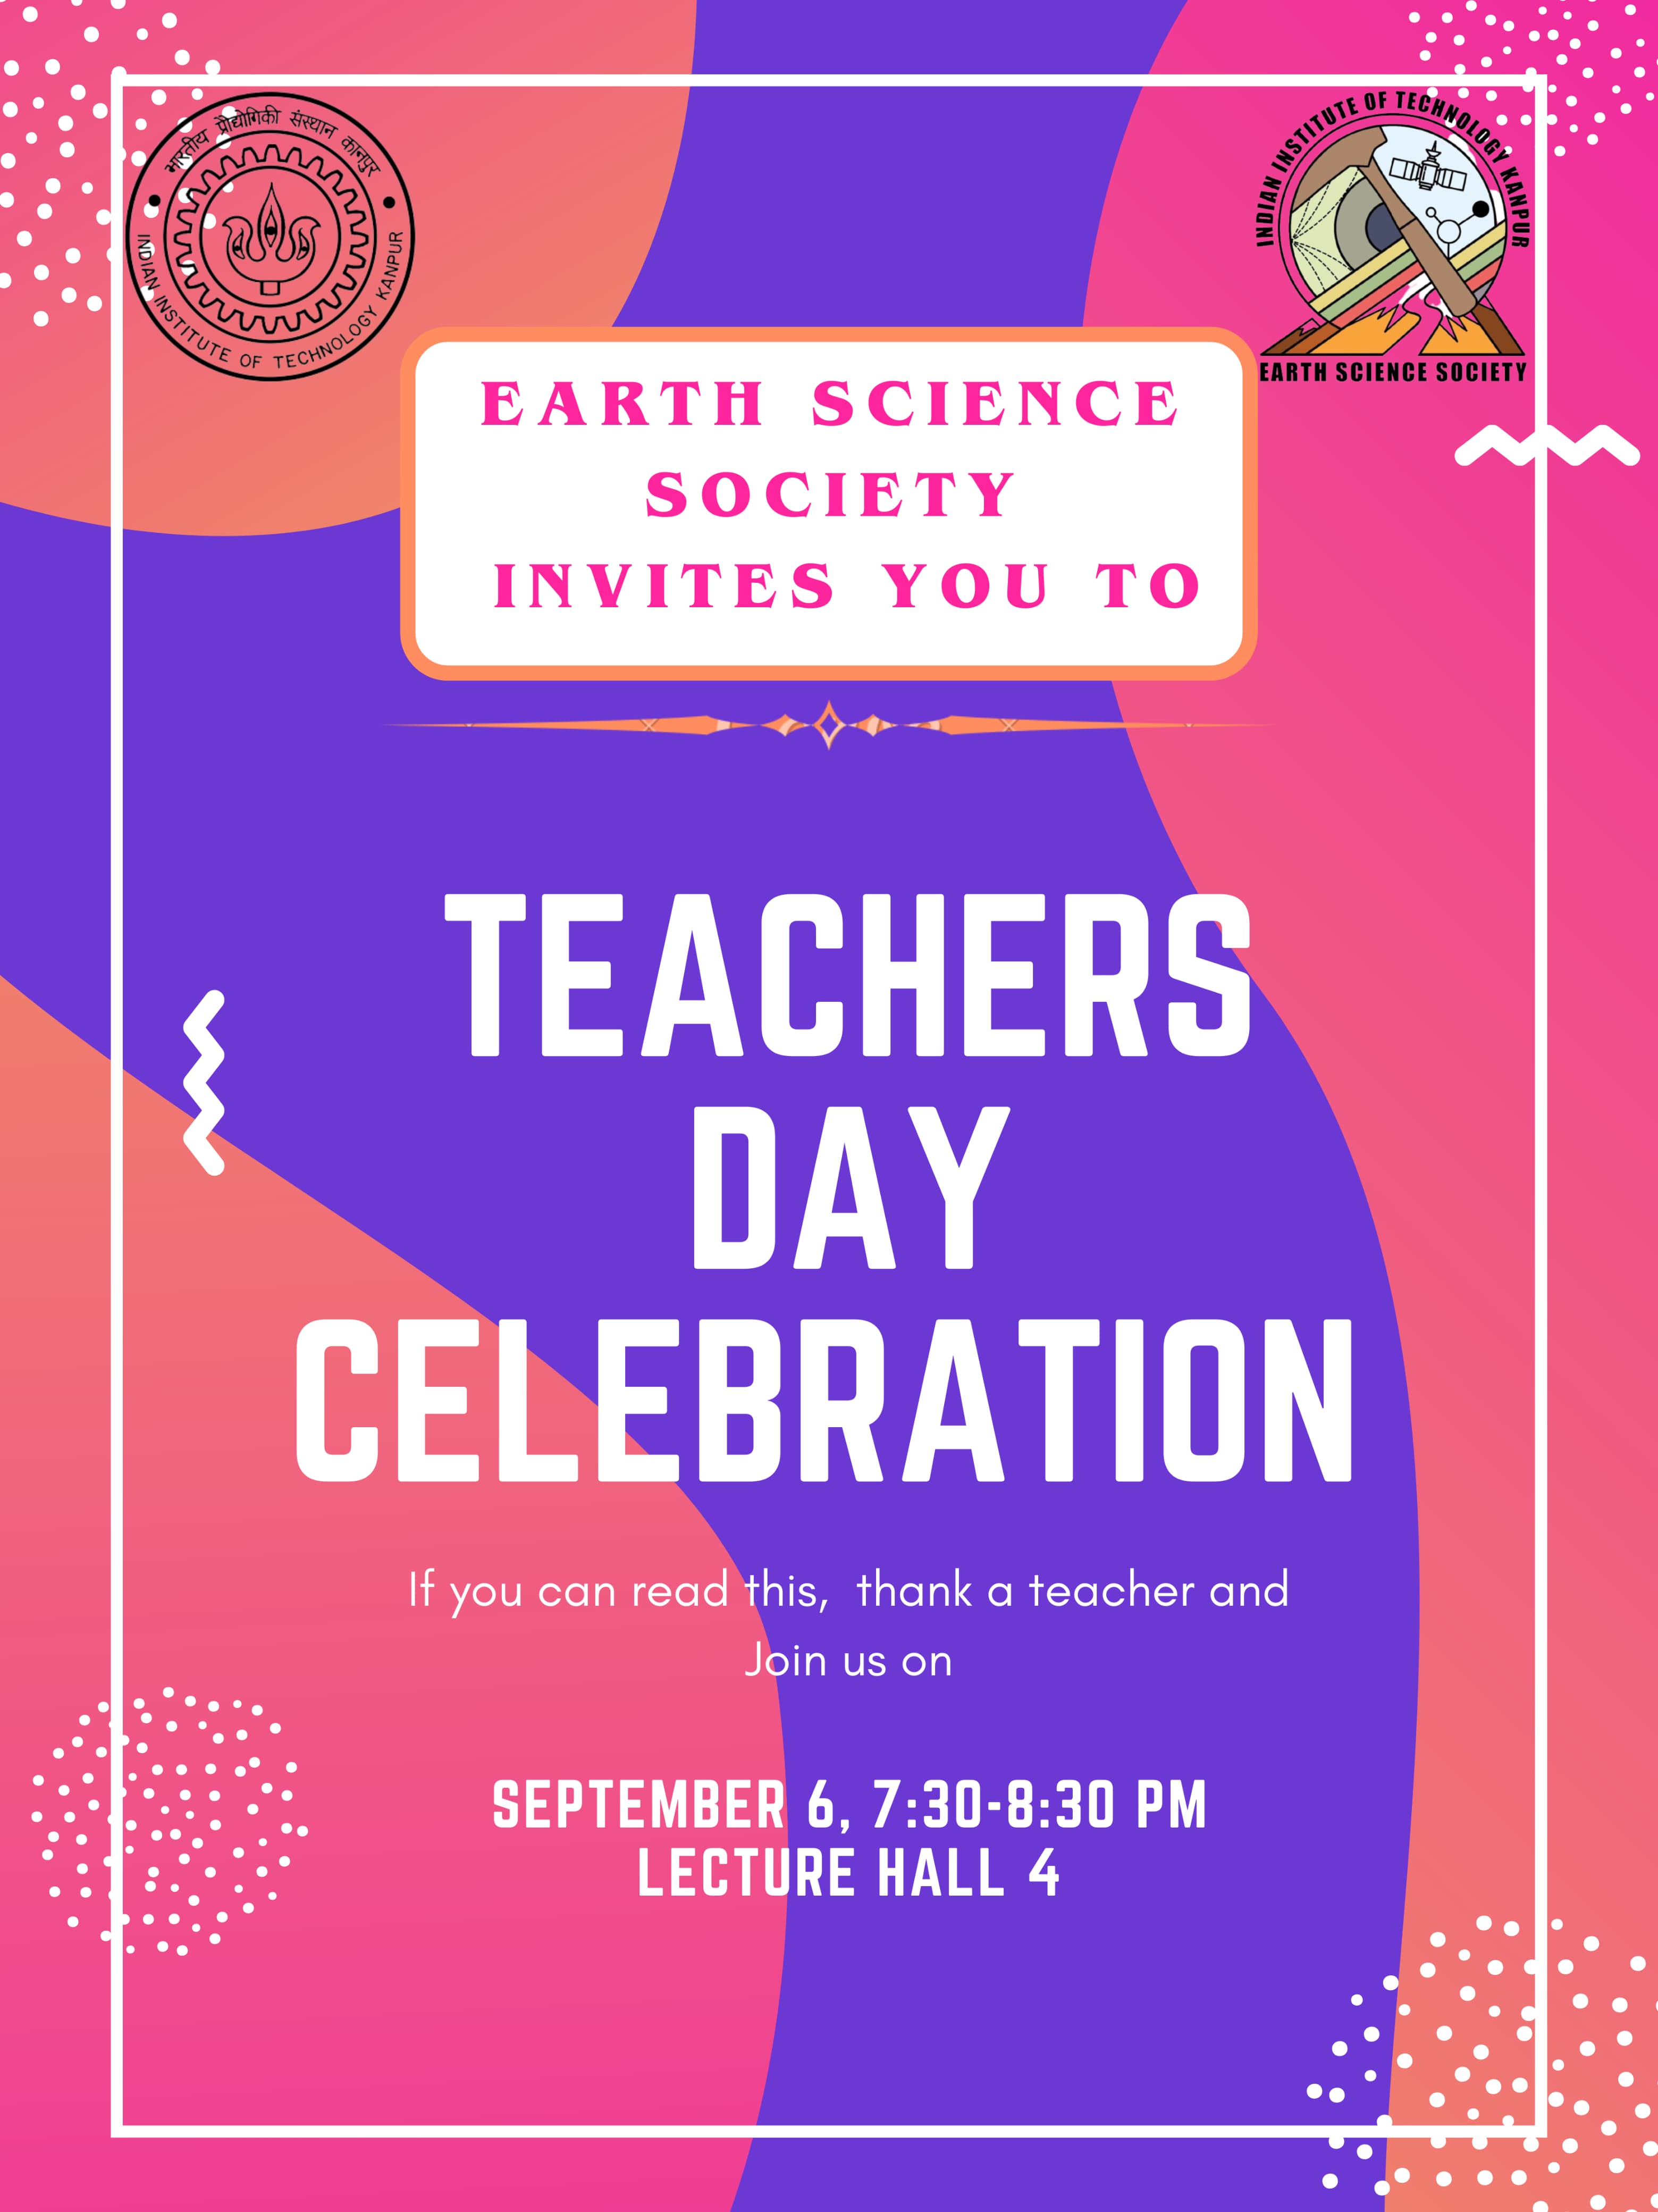 भारतीय प्रौद्योगिकी संस्थान कानपुर
INDIAN INSTITUTE OF TECHNOLOGY KANPUR
INDIAN INSTITUTE OF TECHNOLOGY KANPUR
EARTH SCIENCE SOCIETY
EARTH SCIENCE
SOCIETY
INVITES YOU TO
TEACHERS
DAY
CELEBRATION
If you can read this, thank a teacher and
Join us on
SEPTEMBER 6, 7:30-8:30 PM
LECTURE HALL 4